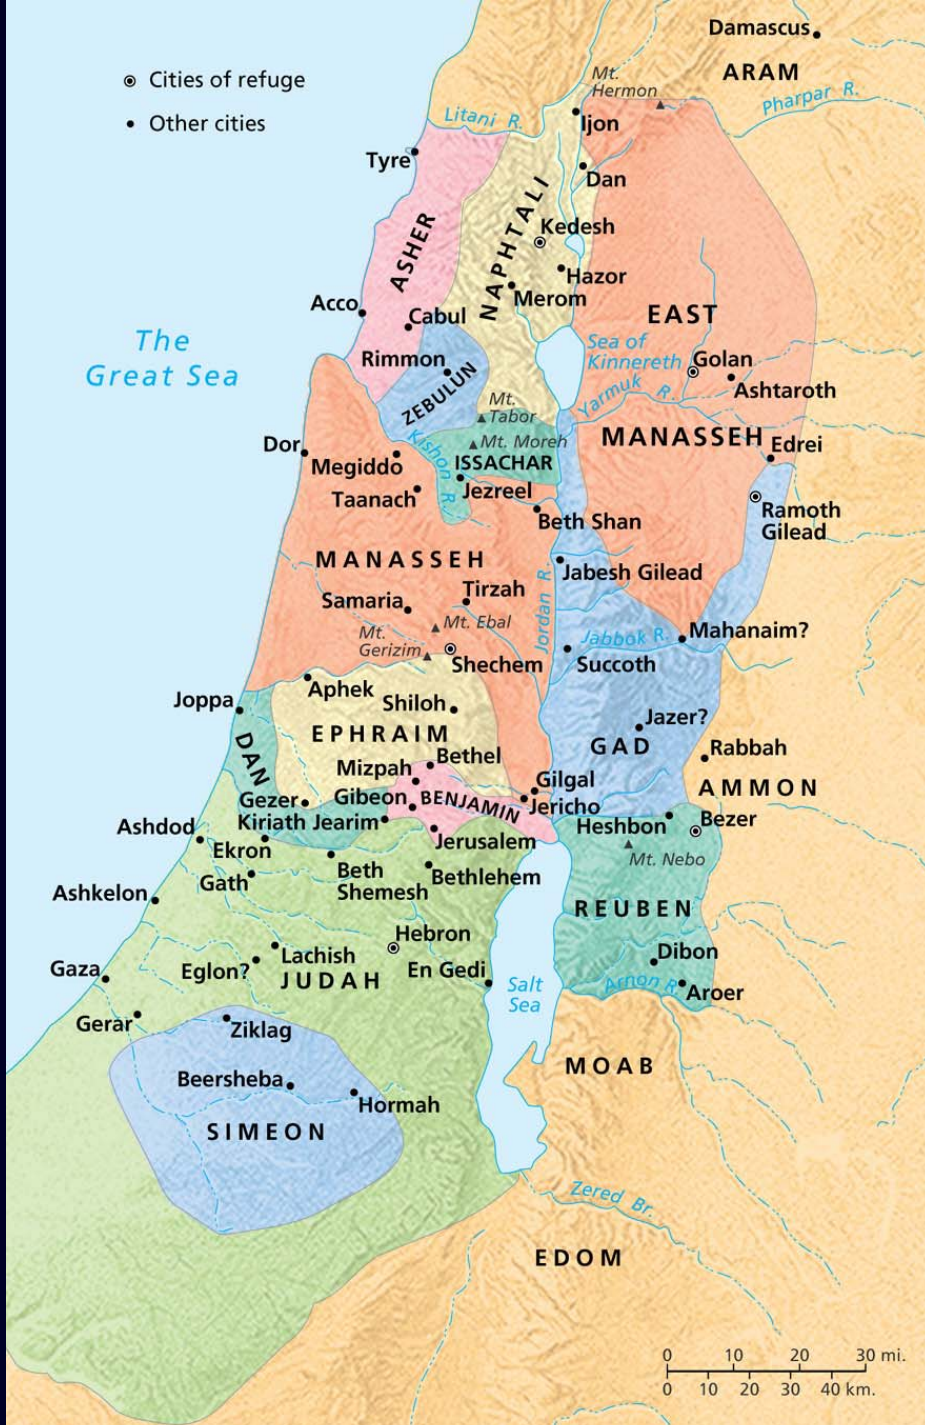 Damascus
ARAM
Mt.
Hermon
Pharpar R.
Cities of refuge
Other cities
Litani R.
Ijon
Tyre
Dan
NAPHTALI
Kedesh
ASHER
Hazor
Merom
Acco
Cabul
EAST
The
Great Sea
Sea of
Kinnereth
Rimmon
Golan
ZEBULUN
Yarmuk R.
Ashtaroth
Mt.
Tabor
MANASSEH
Mt. Moreh
Kishon R.
Dor
Edrei
Megiddo
ISSACHAR
Jezreel
Taanach
Ramoth
Gilead
Beth Shan
MANASSEH
Jabesh Gilead
Tirzah
Samaria
Jordan R.
Mt. Ebal
Mt.
Gerizim
Jabbok R.
Mahanaim?
Shechem
Succoth
Aphek
Joppa
Shiloh
Jazer?
EPHRAIM
GAD
DAN
Bethel
Rabbah
Mizpah
Gilgal
AMMON
Gezer
Gibeon
BENJAMIN
Jericho
Kiriath Jearim
Heshbon
Bezer
Ashdod
Jerusalem
Ekron
Mt. Nebo
Gath
Beth
Shemesh
Bethlehem
Ashkelon
REUBEN
Hebron
Lachish
Dibon
Gaza
Eglon?
En Gedi
JUDAH
Salt
Sea
Arnon R.
Aroer
Gerar
Ziklag
MOAB
Beersheba
Hormah
SIMEON
Zered Br.
EDOM
0 10 20 30 mi.
0 10 20 30 40 km.